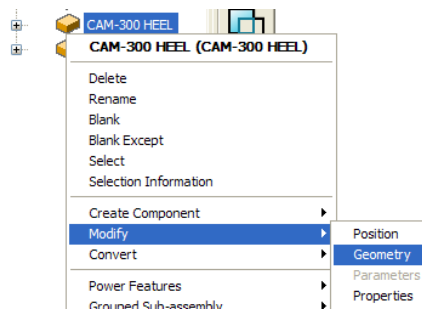 CAM-300 HEEL
CAM-300 HEEL (CAM-300 HEEL)
Delete
Rename
Blank
Blank Except
Select
Selection Information
Create Component
Modify
Position
Convert
Geometry
Parameters
Power Features
Properties
Grouped Sub-assembly